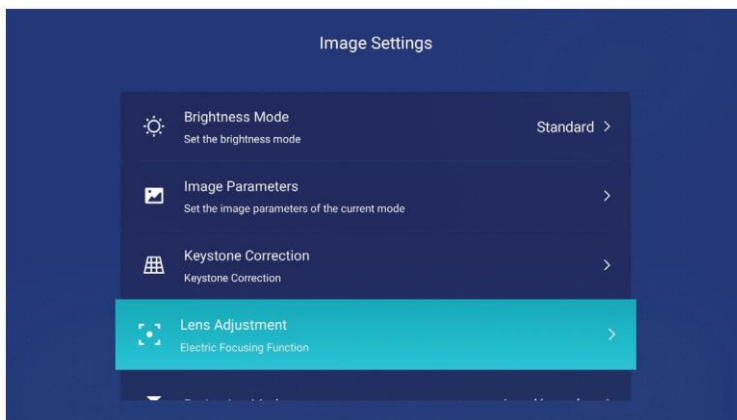 Image Settings
Brightness Mode
Standard
Set the brightness mode
Image Parameters
Set the image parameters of the current mode
Keystone Correction
Keystone Correction
Lens Adjustment
Electric Focusing Function